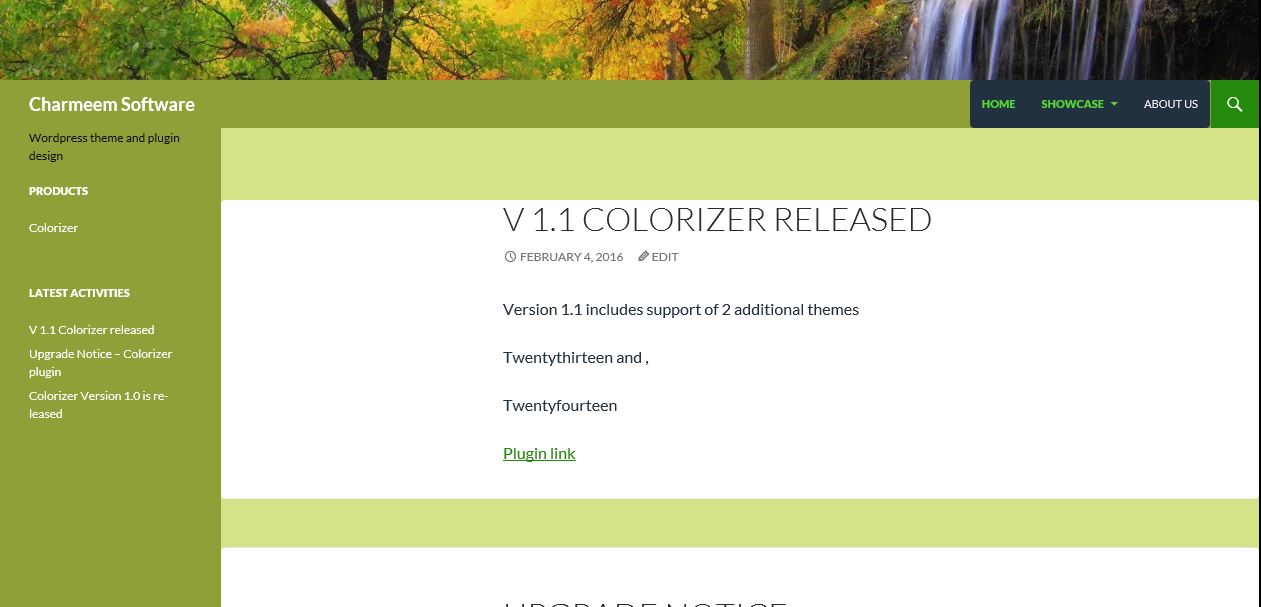 Charmeem Software
HOME SHOWCASE ABOUT US
Wordpress theme and plugin
design
PRODUCTS
Colorizer
LATEST ACTIVITIES
V 1.1 Colorizer released
Upgrade Notice – Colorizer
plugin
Colorizer Version 1.0 is re-
leased
V 1.1 COLORIZER RELEASED
FEBRUARY 4, 2016 EDIT
Version 1.1 includes support of 2 additional themes
Twentythirteen and ,
Twentyfourteen
Plugin link
UPGRADE NOTICE